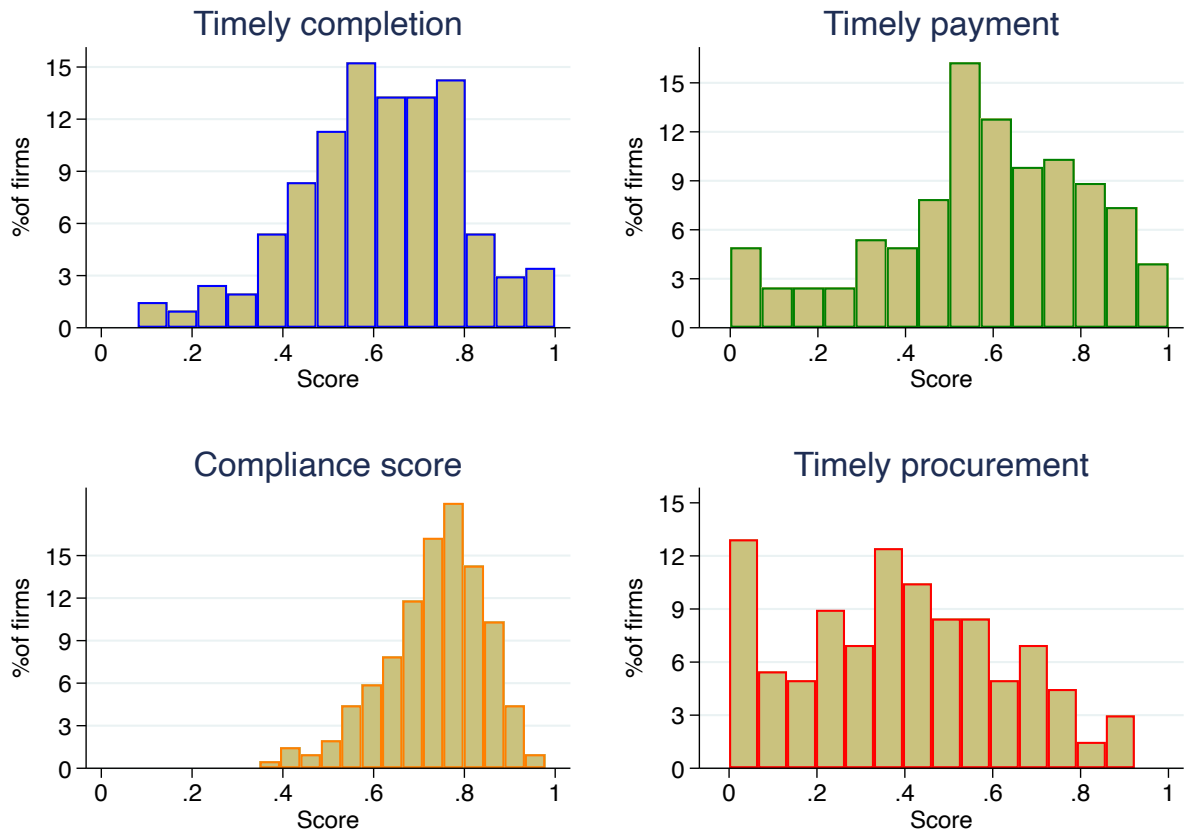 Timely completion
%of firms
15
12
9
6
3
0
0 .2 .4 .6 .8 1
Score
Timely payment
%of firms
15
12
9
6
3
0
0 .2 .4 .6 .8 1
Score
Compliance score
%of firms
15
12
9
6
3
0
0 .2 .4 .6 .8 1
Score
Timely procurement
%of firms
15
12
9
6
3
0
0 .2 .4 .6 .8 1
Score